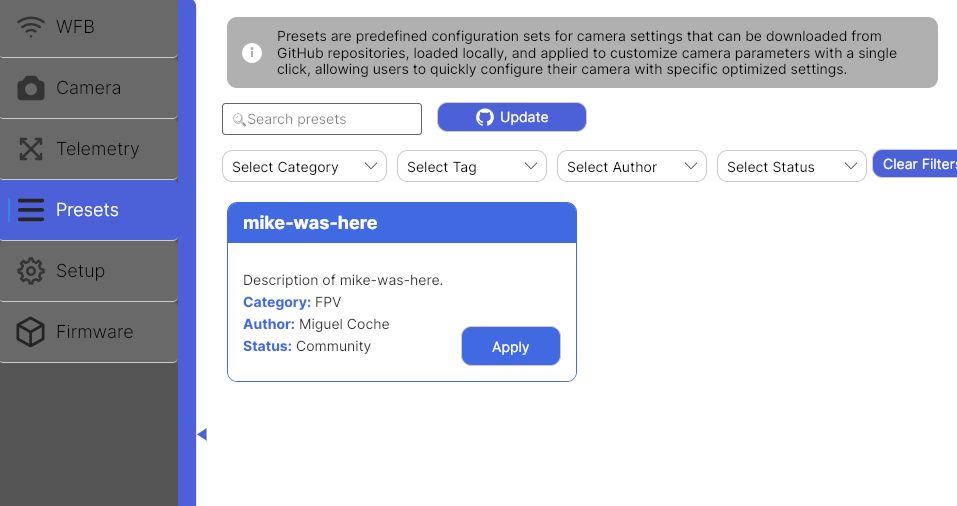 WFB
Camera
Telemetry
Presets
Setup
Firmware
Presets are predefined configuration sets for camera settings that can be downloaded from
GitHub repositories, loaded locally, and applied to customize camera parameters with a single
click, allowing users to quickly configure their camera with specific optimized settings.
Search presets
Update
Select Category
Select Tag
Select Author
Select Status
Clear Filters
mike-was-here
Description of mike-was-here.
Category: FPV
Author: Miguel Coche
Status: Community
Apply